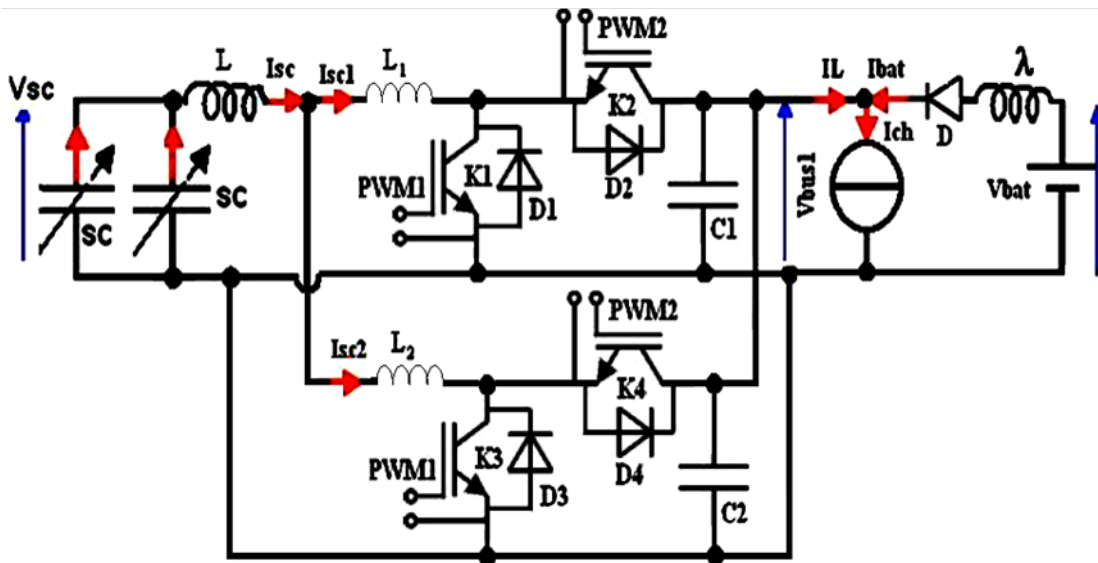 PWM2
Vsc
L
Isc
Isc1
L₁
K2
D2
IL
Ibat
λ
D
Ich
PWM1
K1
D1
C1
Vbus1
Vbat
SC
SC
PWM2
Isc2
L₂
K4
D4
PWM1
K3
D3
C2